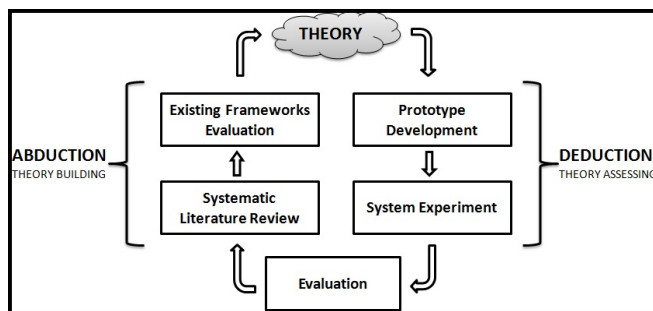 THEORY
Existing Frameworks
Evaluation
Prototype
Development
ABDUCTION
THEORY BUILDING
DEDUCTION
THEORY ASSESSING
Systematic
Literature Review
System Experiment
Evaluation